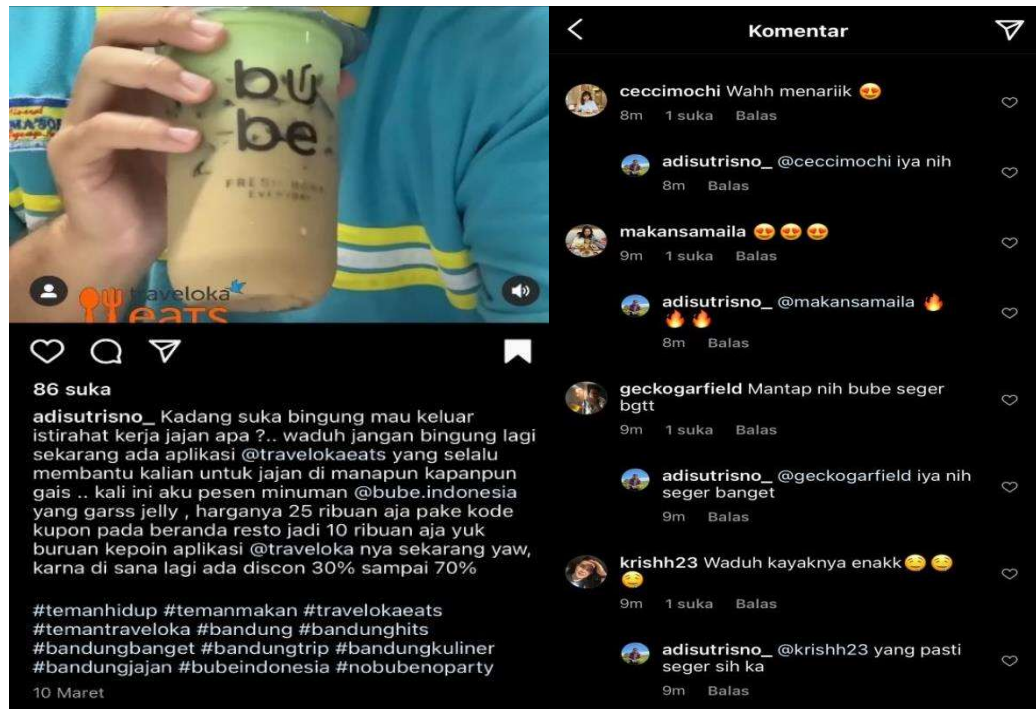 bu
be
FRESH BOBA
EVERYDAY
traveloka
eats
86 suka
adisutrisno_ Kadang suka bingung mau keluar
istirahat kerja jajan apa ?.. waduh jangan bingung lagi
sekarang ada aplikasi @travelokaeats yang selalu
membantu kalian untuk jajan di manapun kapanpun
gais .. kali ini aku pesen minuman @bube.indonesia
yang garss jelly , harganya 25 ribuan aja pake kode
kupon pada beranda resto jadi 10 ribuan aja yuk
buruan kepoin aplikasi @traveloka nya sekarang yaw,
karna di sana lagi ada discon 30% sampai 70%
#temanhidup #temanmakan #travelokaeats
#temantraveloka #bandung #bandunghits
#bandungbanget #bandungtrip #bandungkuliner
#bandungjajan #bubeindonesia #nobubenoparty
10 Maret
Komentar
ceccimochi Wahh menariik 😍
8m 1 suka Balas
adisutrisno_ @ceccimochi iya nih
8m Balas
makansamaila 😍 😍 😍
9m 1 suka Balas
adisutrisno_ @makansamaila 🔥
🔥 🔥
8m Balas
geckogarfield Mantap nih bube seger
bgtt
9m 1 suka Balas
adisutrisno_ @geckogarfield iya nih
seger banget
9m Balas
krishh23 Waduh kayaknya enakk🤤 🤤
🤤
9m 1 suka Balas
adisutrisno_ @krishh23 yang pasti
seger sih ka
9m Balas